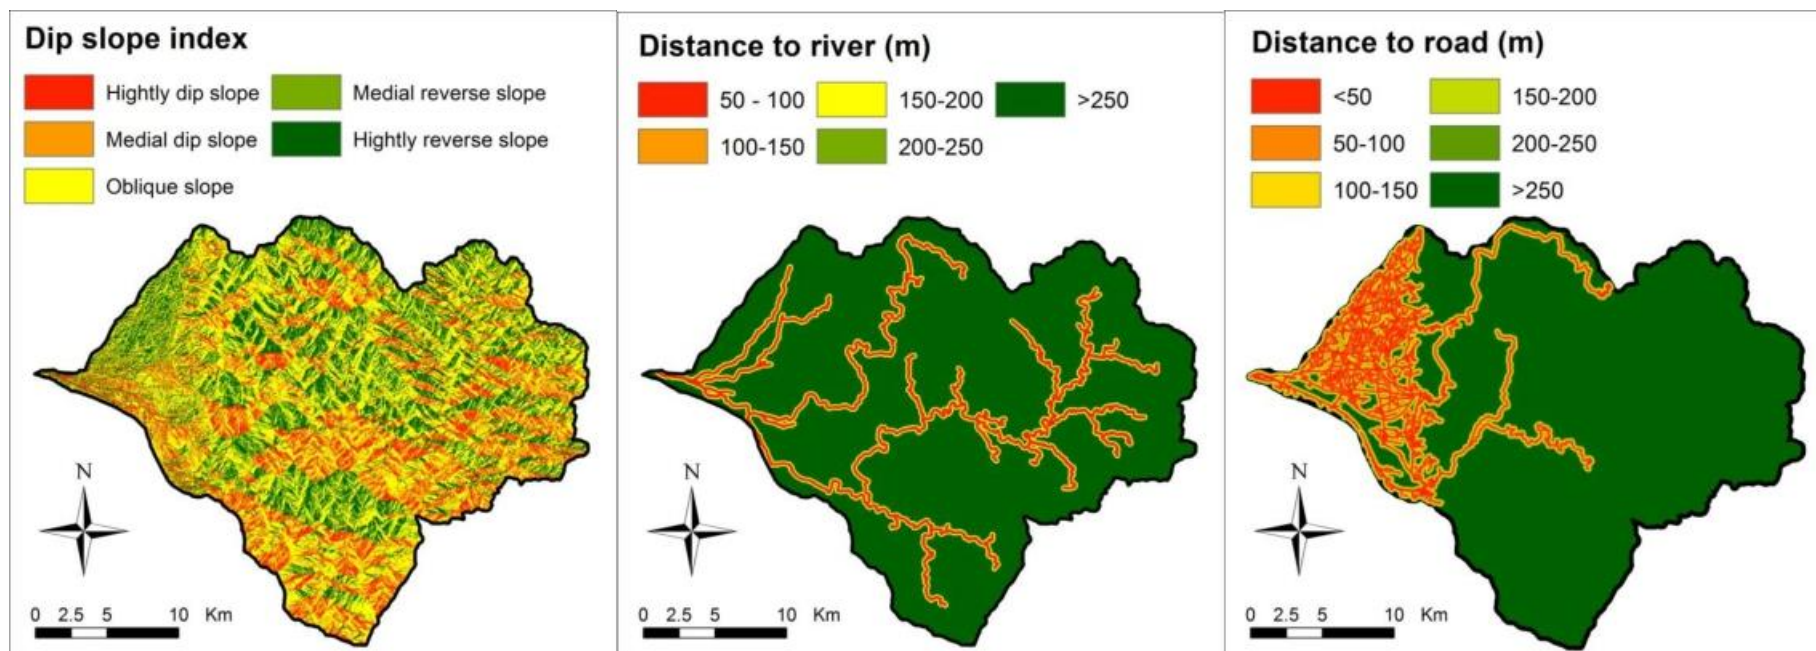 Dip slope index
Hightly dip slope
Medial reverse slope
Medial dip slope
Hightly reverse slope
Oblique slope
N
0 2.5 5 10 Km
Distance to river (m)
50 - 100
150-200
>250
100-150
200-250
N
0 2.5 5 10 Km
Distance to road (m)
<50
150-200
50-100
200-250
100-150
>250
N
0 2.5 5 10 Km